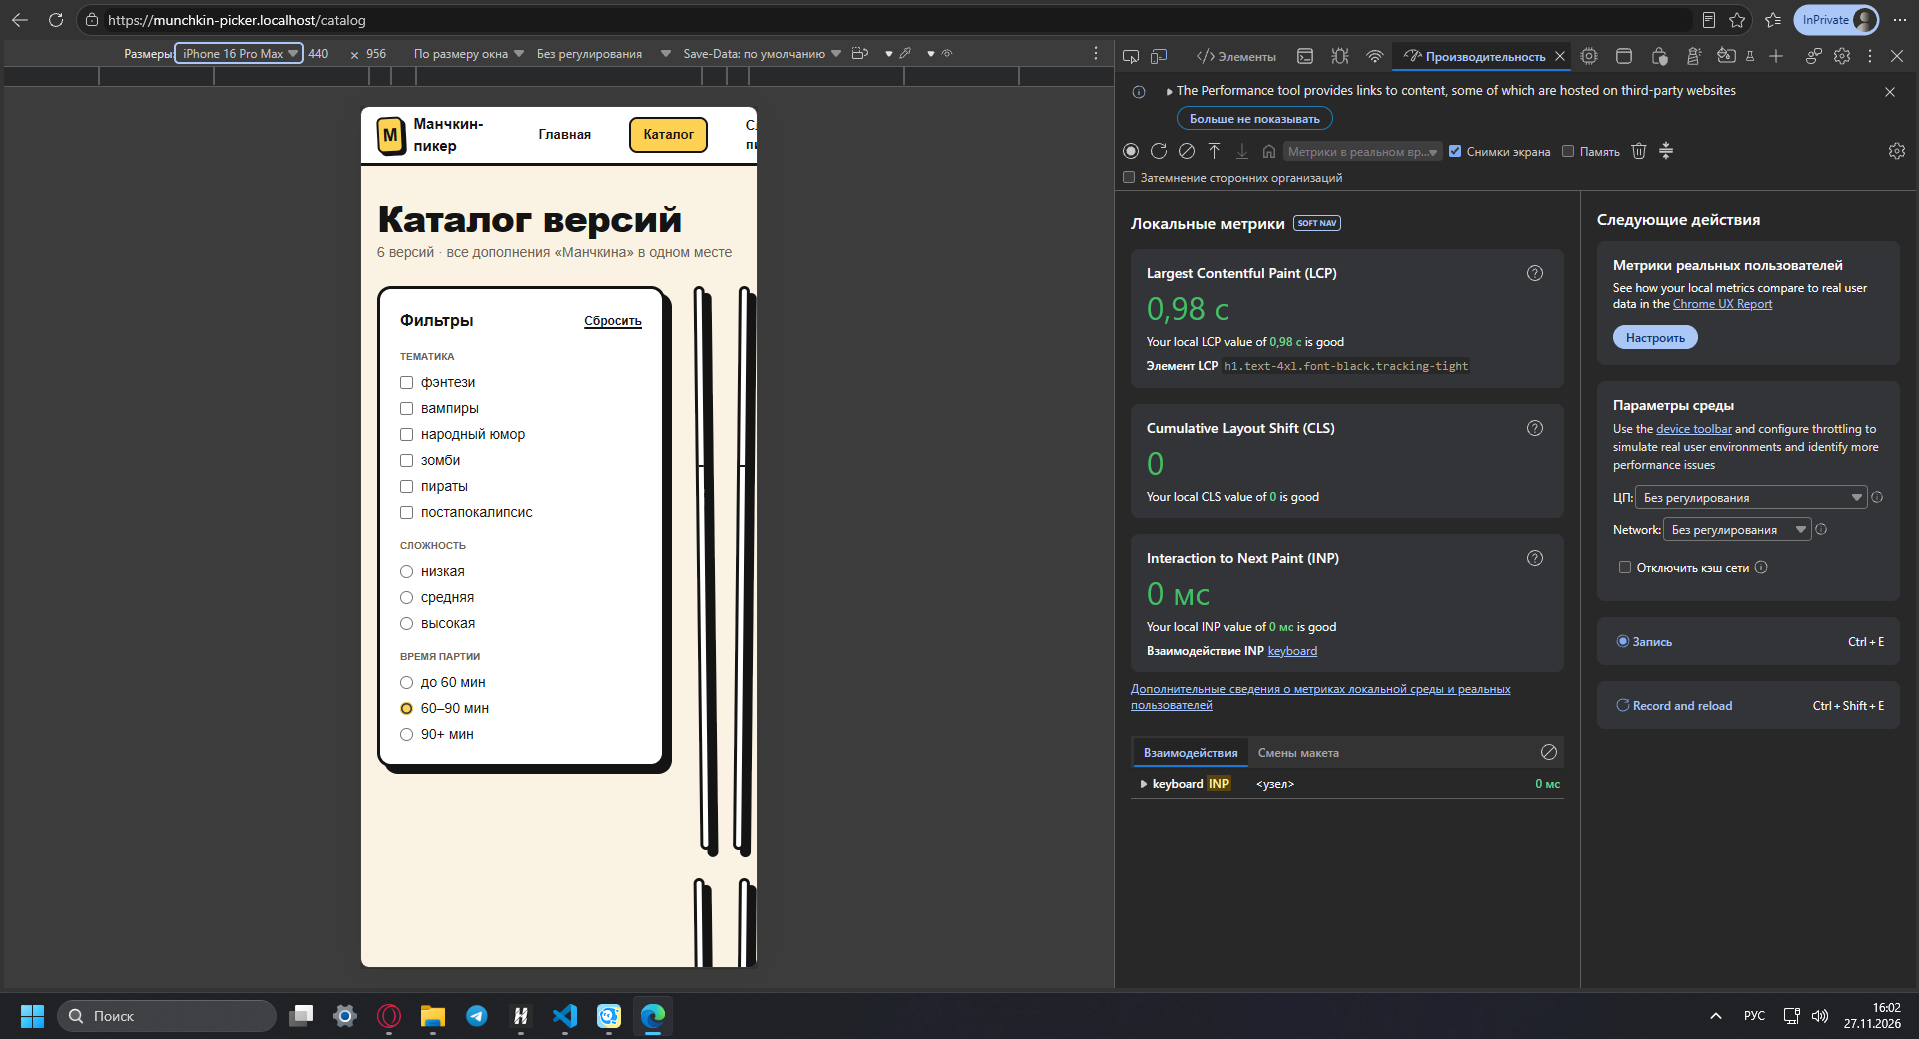 https://munchkin-picker.localhost/catalog
InPrivate
Размеры: iPhone 16 Pro Max 440 × 956 По размеру окна Без регулирования Save-Data: по умолчанию
Элементы
Производительность
M
Манчкин-
пикер
Главная
Каталог
Каталог версий
6 версий · все дополнения «Манчкина» в одном месте
Фильтры
Сбросить
ТЕМАТИКА
фэнтези
вампиры
народный юмор
зомби
пираты
постапокалипсис
СЛОЖНОСТЬ
низкая
средняя
высокая
ВРЕМЯ ПАРТИИ
до 60 мин
60–90 мин
90+ мин
The Performance tool provides links to content, some of which are hosted on third-party websites
Больше не показывать
Метрики в реальном вр...
Снимки экрана
Память
Затемнение сторонних организаций
Локальные метрики SOFT NAV
Largest Contentful Paint (LCP)
0,98 с
Your local LCP value of 0,98 с is good
Элемент LCP h1.text-4xl.font-black.tracking-tight
Cumulative Layout Shift (CLS)
0
Your local CLS value of 0 is good
Interaction to Next Paint (INP)
0 мс
Your local INP value of 0 мс is good
Взаимодействие INP keyboard
Дополнительные сведения о метриках локальной среды и реальных
пользователей
Взаимодействия
Смены макета
keyboard INP <узел> 0 мс
Следующие действия
Метрики реальных пользователей
See how your local metrics compare to real user
data in the Chrome UX Report
Настроить
Параметры среды
Use the device toolbar and configure throttling to
simulate real user environments and identify more
performance issues
ЦП: Без регулирования
Network: Без регулирования
Отключить кэш сети
Запись Ctrl + E
Record and reload Ctrl + Shift + E
Поиск
РУС
16:02
27.11.2026